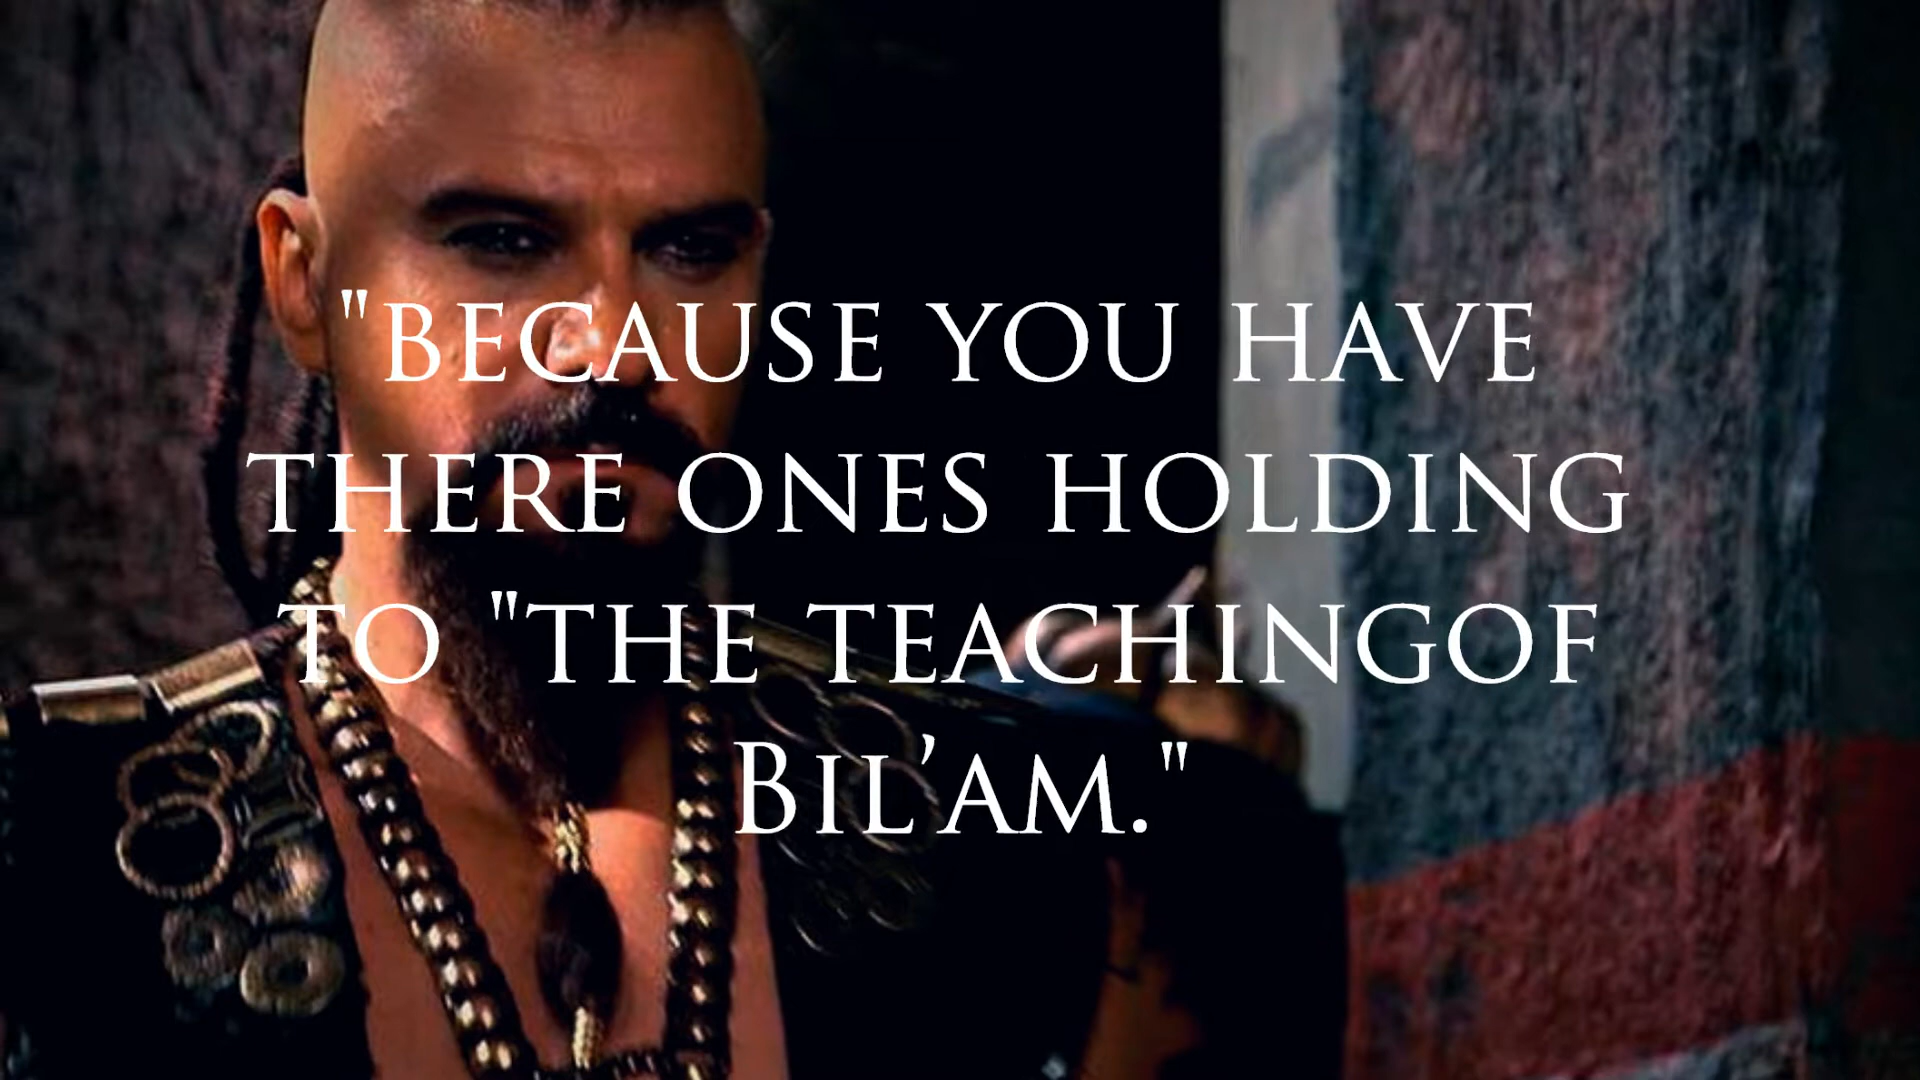 "Because you have
there ones holding
to "the teachingof
Bil’am."